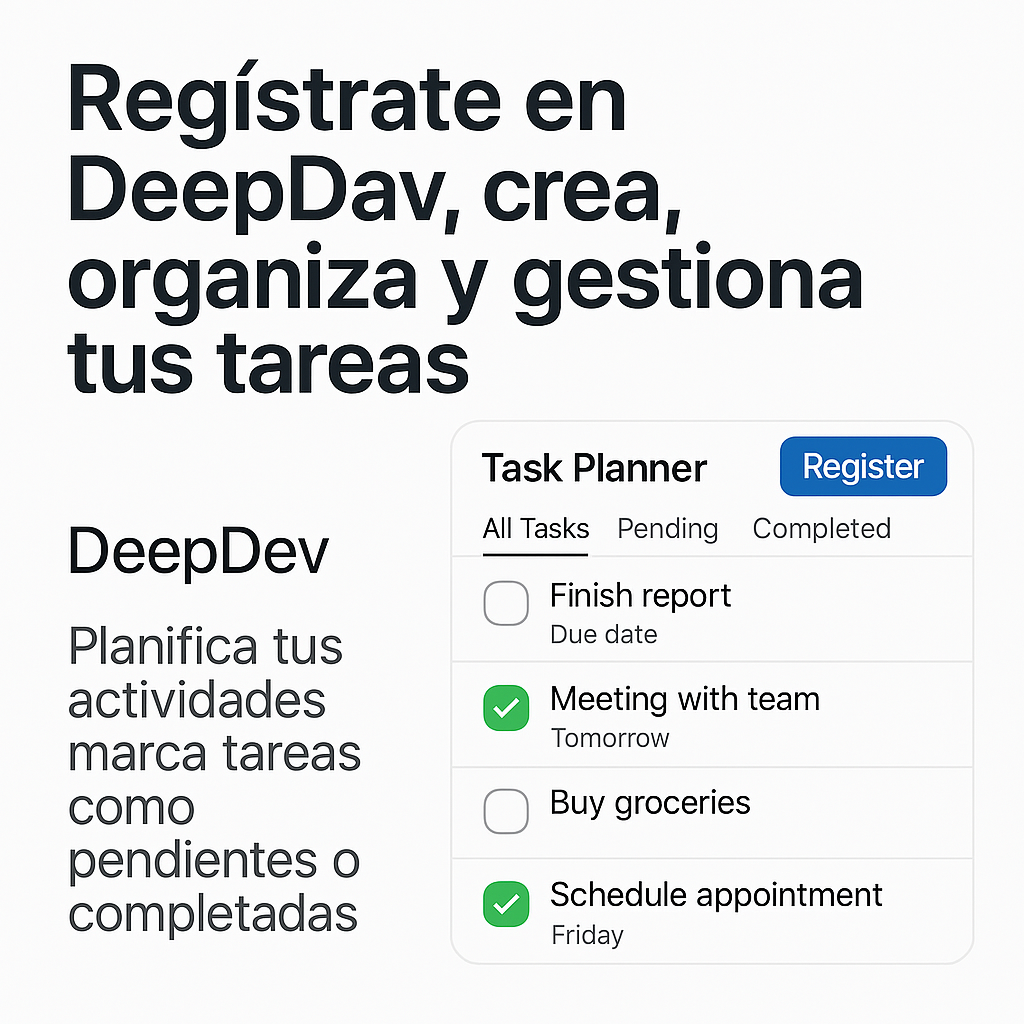 Regístrate en
DeepDav, crea,
organiza y gestiona
tus tareas
DeepDev
Planifica tus
actividades
marca tareas
como
pendientes o
completadas
Task Planner
Register
All Tasks Pending Completed
Finish report
Due date
Meeting with team
Tomorrow
Buy groceries
Schedule appointment
Friday